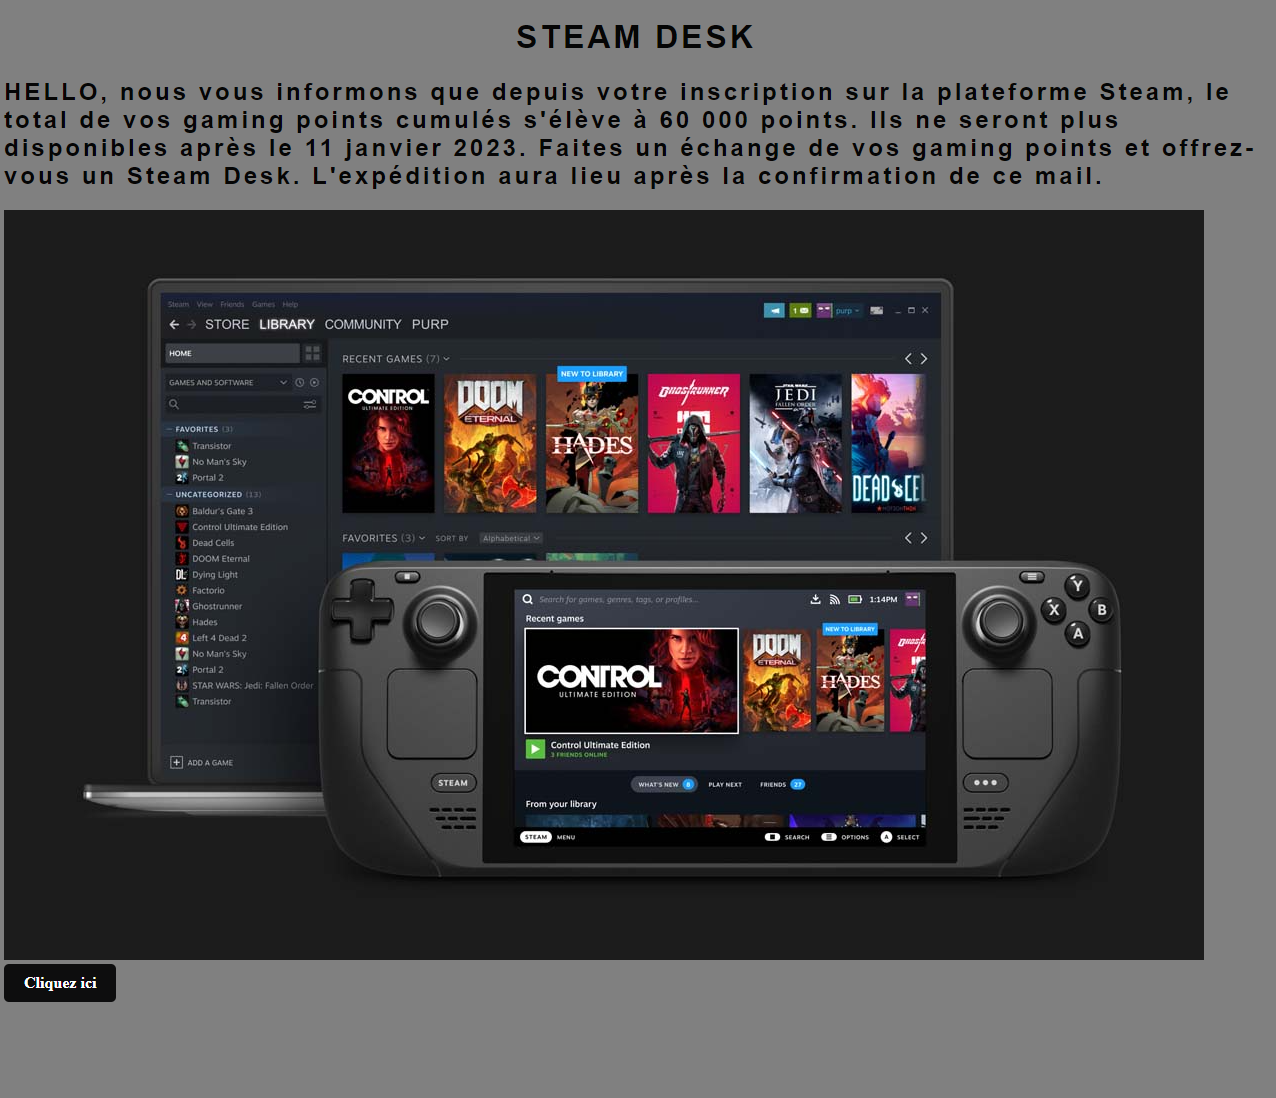 STEAM DESK
HELLO, nous vous informons que depuis votre inscription sur la plateforme Steam, le
total de vos gaming points cumulés s'élève à 60 000 points. Ils ne seront plus
disponibles après le 11 janvier 2023. Faites un échange de vos gaming points et offrez-
vous un Steam Desk. L'expédition aura lieu après la confirmation de ce mail.
Steam View Friends Games Help
1 purp
STORE LIBRARY COMMUNITY PURP
HOME
GAMES AND SOFTWARE
FAVORITES (3)
Transistor
No Man's Sky
Portal 2
UNCATEGORIZED (13)
Baldur's Gate 3
Control Ultimate Edition
Dead Cells
DOOM Eternal
Dying Light
Factorio
Ghostrunner
Hades
Left 4 Dead 2
No Man's Sky
Portal 2
STAR WARS: Jedi: Fallen Order
Transistor
ADD A GAME
RECENT GAMES (7)
NEW TO LIBRARY
CONTROL
ULTIMATE EDITION
DOOM
ETERNAL
HADES
GHOSTRUNNER
JEDI
FALLEN ORDER
DEAD CEL
FAVORITES (3) SORT BY Alphabetical
Search for games, genres, tags, or profiles...
1:14PM
Recent games
NEW TO LIBRARY
CONTROL
ULTIMATE EDITION
DOOM
ETERNAL
HADES
Control Ultimate Edition
3 FRIENDS ONLINE
WHAT'S NEW PLAY NEXT FRIENDS 27
From your library
STEAM MENU SEARCH OPTIONS A SELECT
STEAM
Y
X
B
A
Cliquez ici